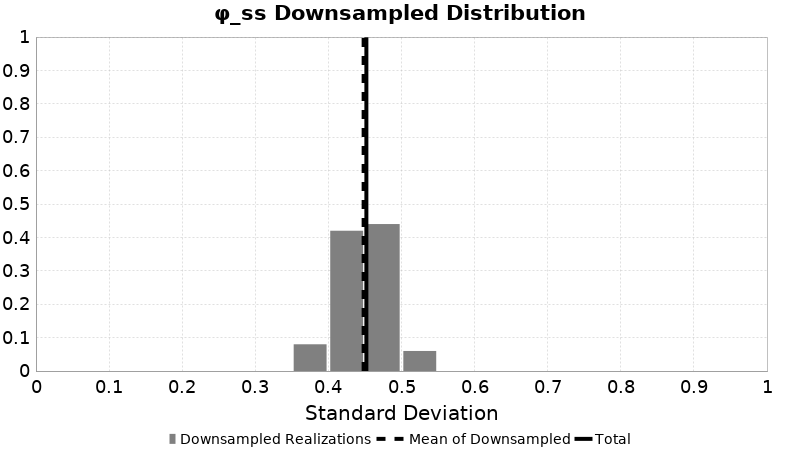 φ_ss Downsampled Distribution
1
0.9
0.8
0.7
0.6
0.5
0.4
0.3
0.2
0.1
0
0 0.1 0.2 0.3 0.4 0.5 0.6 0.7 0.8 0.9 1
Standard Deviation
Downsampled Realizations Mean of Downsampled Total